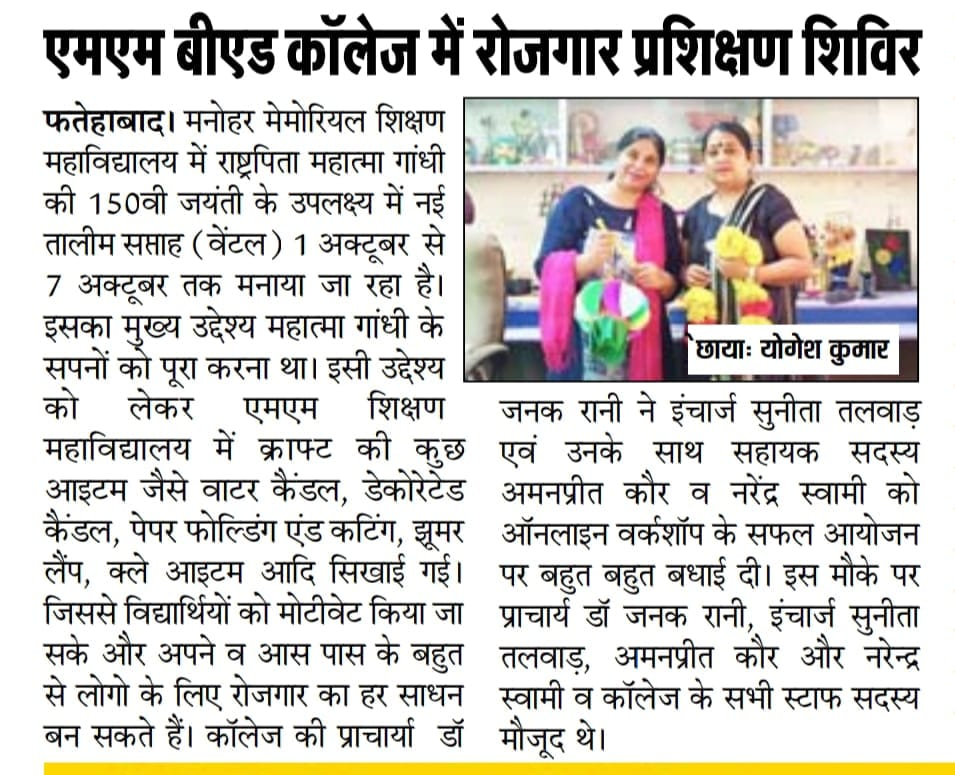 एमएम बीएड कॉलेज में रोजगार प्रशिक्षण शिविर
फतेहाबाद। मनोहर मेमोरियल शिक्षण
महाविद्यालय में राष्ट्रपिता महात्मा गांधी
की 150वी जयंती के उपलक्ष्य में नई
तालीम सप्ताह (वेंटल) 1 अक्टूबर से
7 अक्टूबर तक मनाया जा रहा है।
इसका मुख्य उद्देश्य महात्मा गांधी के
सपनों को पूरा करना था। इसी उद्देश्य
को लेकर एमएम शिक्षण
महाविद्यालय में क्राफ्ट की कुछ
आइटम जैसे वाटर कैंडल, डेकोरेटेड
कैंडल, पेपर फोल्डिंग एंड कटिंग, झूमर
लैंप, क्ले आइटम आदि सिखाई गई।
जिससे विद्यार्थियों को मोटीवेट किया जा
सके और अपने व आस पास के बहुत
से लोगो के लिए रोजगार का हर साधन
बन सकते हैं। कॉलेज की प्राचार्या डॉ
छाया: योगेश कुमार
जनक रानी ने इंचार्ज सुनीता तलवाड़
एवं उनके साथ सहायक सदस्य
अमनप्रीत कौर व नरेंद्र स्वामी को
ऑनलाइन वर्कशॉप के सफल आयोजन
पर बहुत बहुत बधाई दी। इस मौके पर
प्राचार्य डॉ जनक रानी, इंचार्ज सुनीता
तलवाड़, अमनप्रीत कौर और नरेन्द्र
स्वामी व कॉलेज के सभी स्टाफ सदस्य
मौजूद थे।